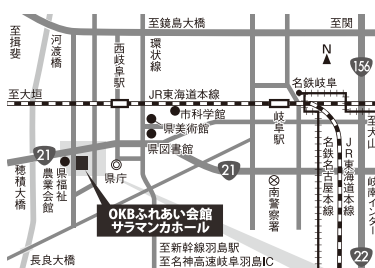 至鏡島大橋
至関
至揖斐
河渡橋
西岐阜駅
環状線
N
156
名鉄岐阜
至大垣
JR東海道本線
市科学館
県美術館
県図書館
岐阜駅
至犬山
21
県福祉
農業会館
穂積大橋
県庁
21
南警察署
名鉄名古屋本線
JR東海道本線
岐南インター
OKBふれあい会館
サラマンカホール
長良大橋
至新幹線羽島駅
至名神高速岐阜羽島IC
22